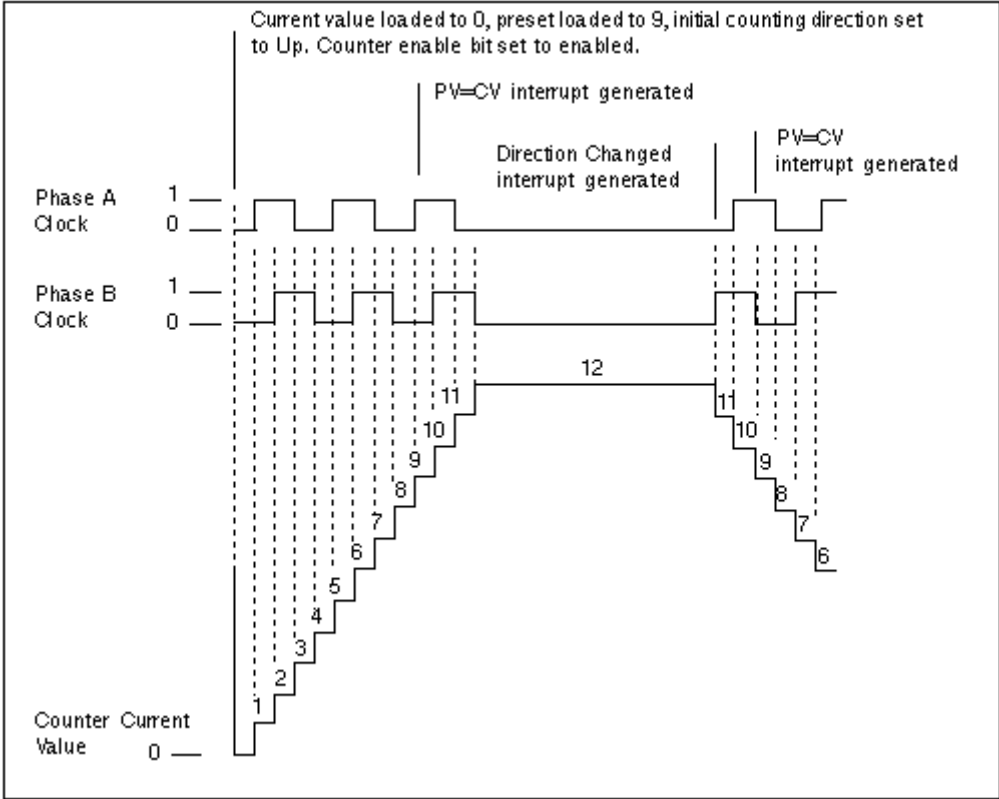 Current value loaded to 0, preset loaded to 9, initial counting direction set
to Up. Counter enable bit set to enabled.
PV=CV interrupt generated
PV=CV
interrupt generated
Direction Changed
interrupt generated
Phase A
Clock
1
0
Phase B
Clock
1
0
12
11
10
9
8
7
6
5
4
3
2
1
11
10
9
8
7
6
Counter Current
Value
0